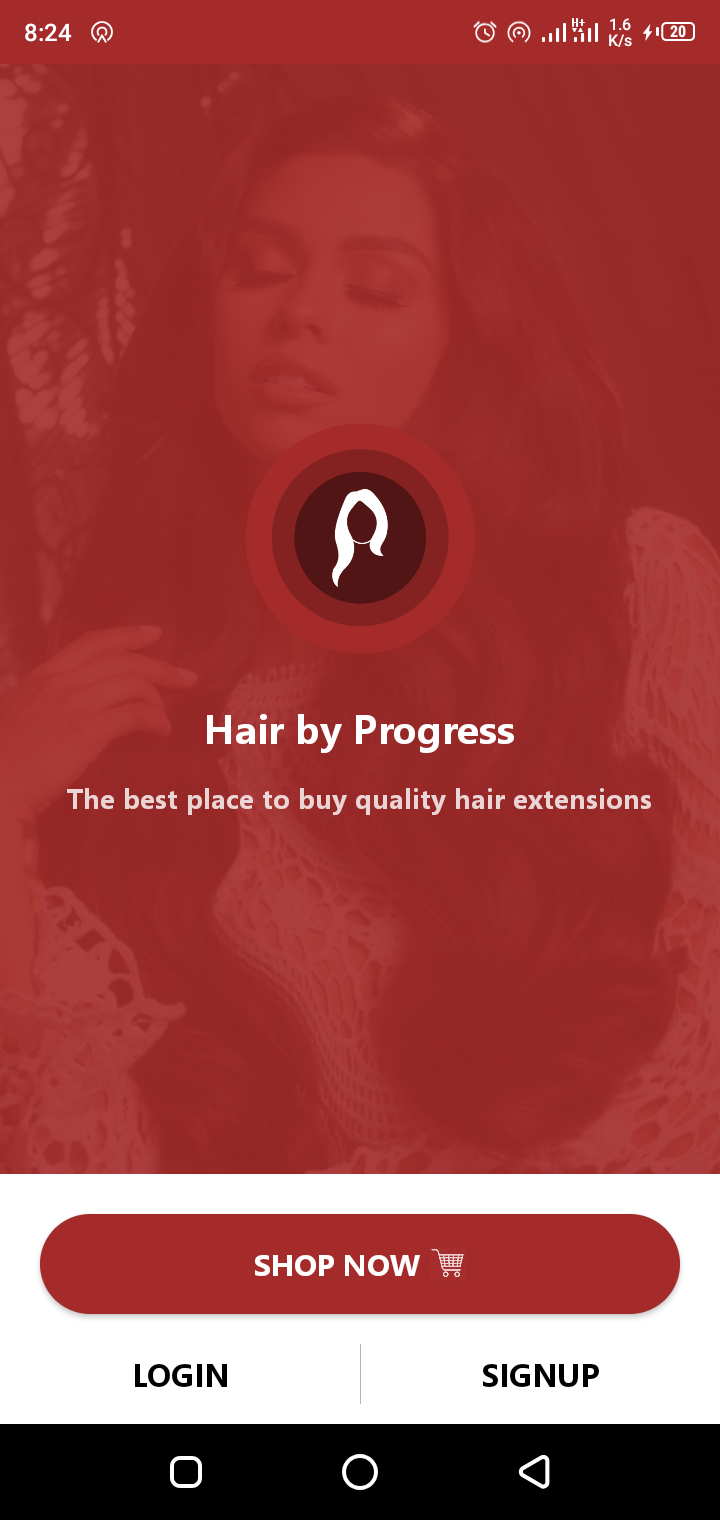 8:24
H+
1.6
K/s
20
Hair by Progress
The best place to buy quality hair extensions
SHOP NOW
LOGIN
SIGNUP